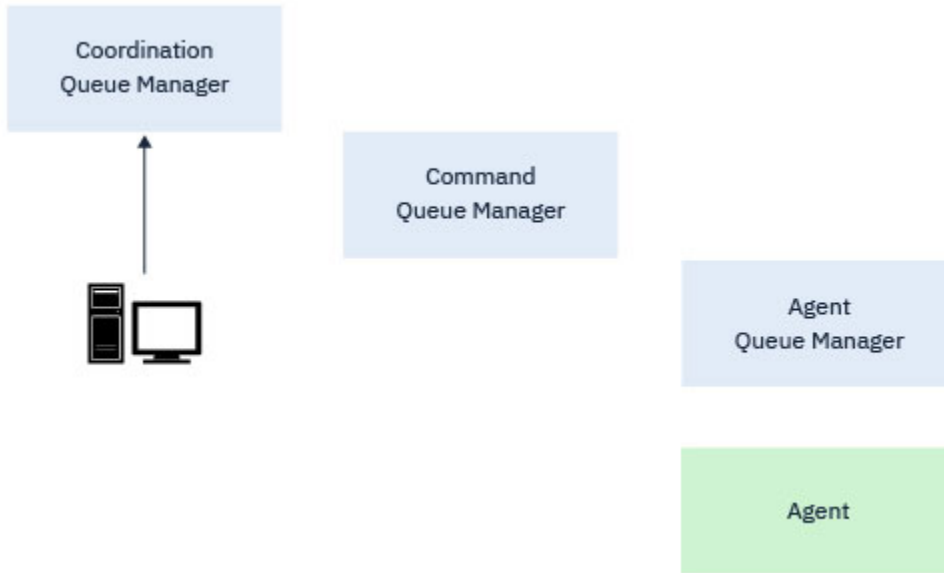 Coordination
Queue Manager
Command
Queue Manager
Agent
Queue Manager
Agent